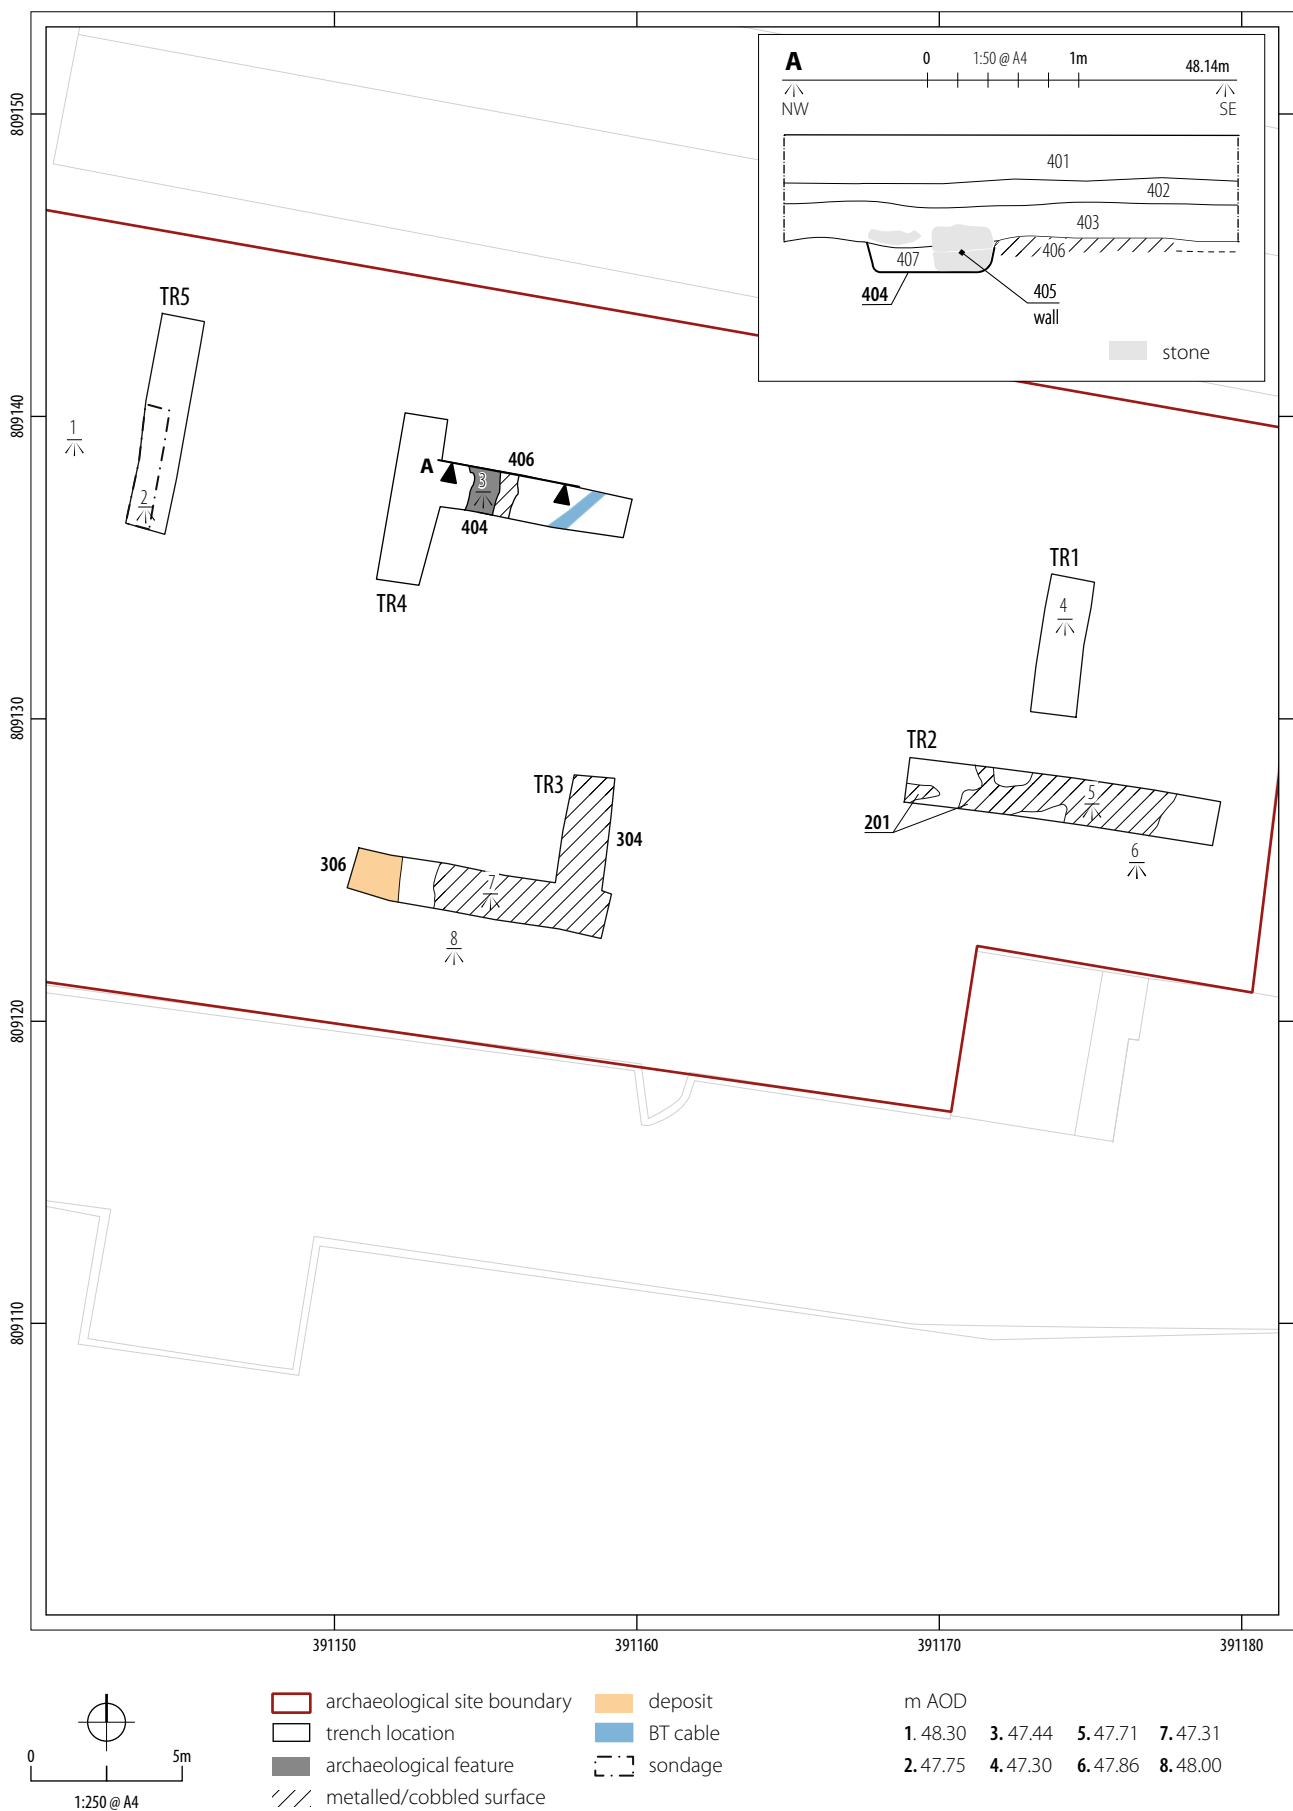 A
0 1:50 @ A4 1m
48.14m
NW
SE
401
402
403
406
407
404
405
wall
stone
809150
809140
809130
809120
809110
TR5
1
2
A
406
3
404
TR4
TR1
4
TR2
5
201
6
TR3
304
306
7
8
391150
391160
391170
391180
0 5m
1:250 @ A4
archaeological site boundary
trench location
archaeological feature
metalled/cobbled surface
deposit
BT cable
sondage
m AOD
1. 48.30 3. 47.44 5. 47.71 7. 47.31
2. 47.75 4. 47.30 6. 47.86 8. 48.00